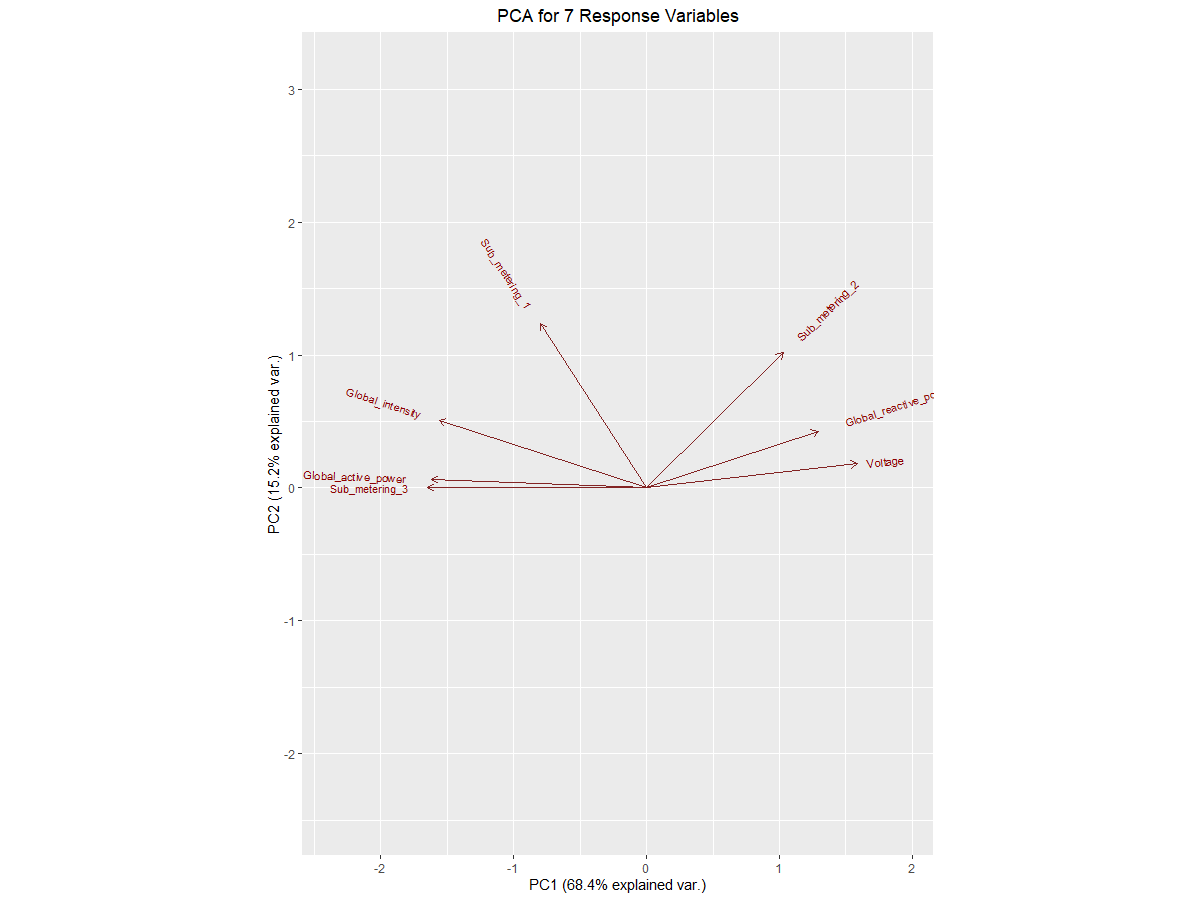 PCA for 7 Response Variables
3
2
1
0
-1
-2
PC2 (15.2% explained var.)
Sub_metering_1
Sub_metering_2
Global_intensity
Global_reactive_po
Voltage
Global_active_power
Sub_metering_3
-2 -1 0 1 2
PC1 (68.4% explained var.)